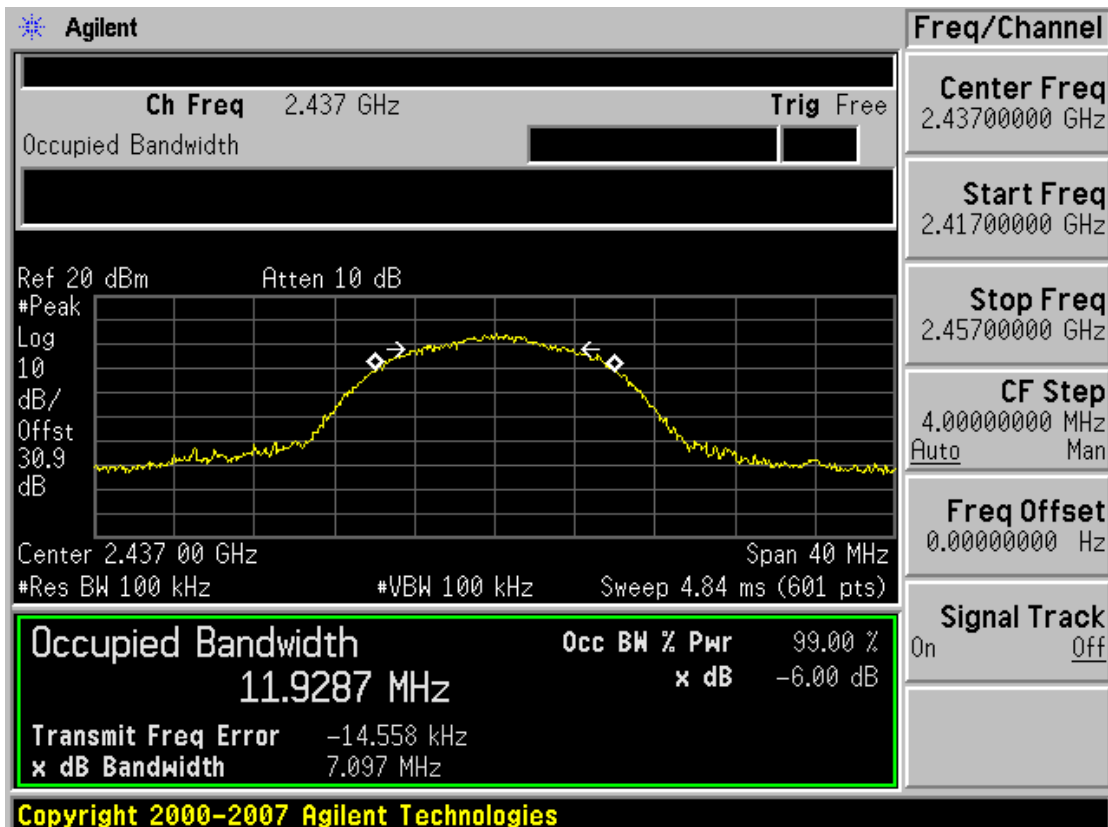 Agilent
Freq/Channel
Ch Freq 2.437 GHz Trig Free
Occupied Bandwidth
Center Freq
2.43700000 GHz
Start Freq
2.41700000 GHz
Stop Freq
2.45700000 GHz
CF Step
4.00000000 MHz
Auto Man
Freq Offset
0.00000000 Hz
Signal Track
On Off
Ref 20 dBm Atten 10 dB
#Peak
Log
10
dB/
Offst
30.9
dB
Center 2.437 00 GHz Span 40 MHz
#Res BW 100 kHz #VBW 100 kHz Sweep 4.84 ms (601 pts)
Occupied Bandwidth Occ BW % Pwr 99.00 %
11.9287 MHz x dB -6.00 dB
Transmit Freq Error -14.558 kHz
x dB Bandwidth 7.097 MHz
Copyright 2000-2007 Agilent Technologies